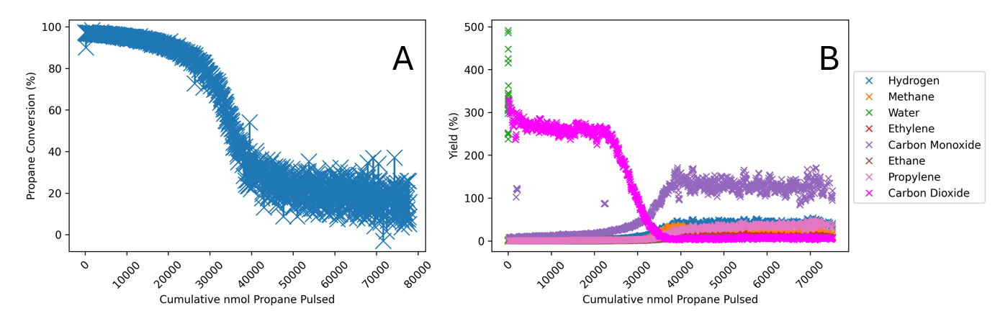 A
Propane Conversion (%)
100
80
60
40
20
0
0
10000
20000
30000
40000
50000
60000
70000
80000
Cumulative nmol Propane Pulsed
B
Yield (%)
500
400
300
200
100
0
0
10000
20000
30000
40000
50000
60000
70000
Cumulative nmol Propane Pulsed
Hydrogen
Methane
Water
Ethylene
Carbon Monoxide
Ethane
Propylene
Carbon Dioxide